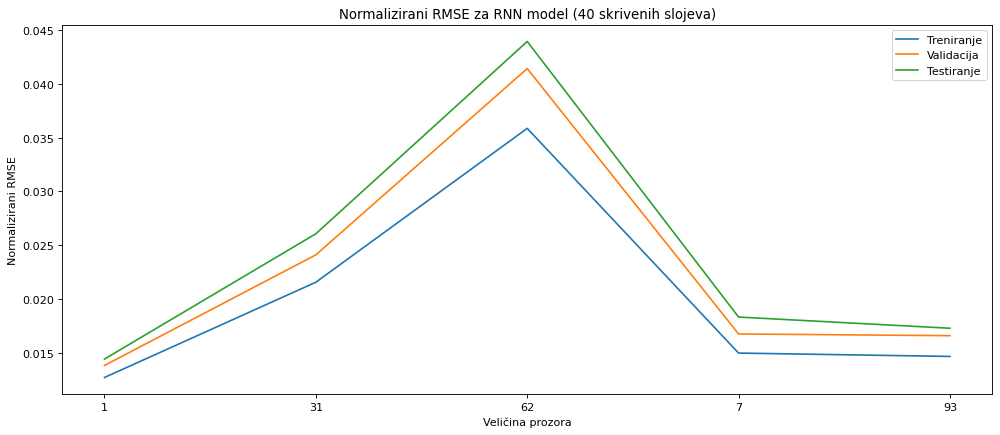 Normalizirani RMSE za RNN model (40 skrivenih slojeva)
0.045
0.040
0.035
0.030
0.025
0.020
0.015
Normalizirani RMSE
Treniranje
Validacija
Testiranje
1 31 62 7 93
Veličina prozora